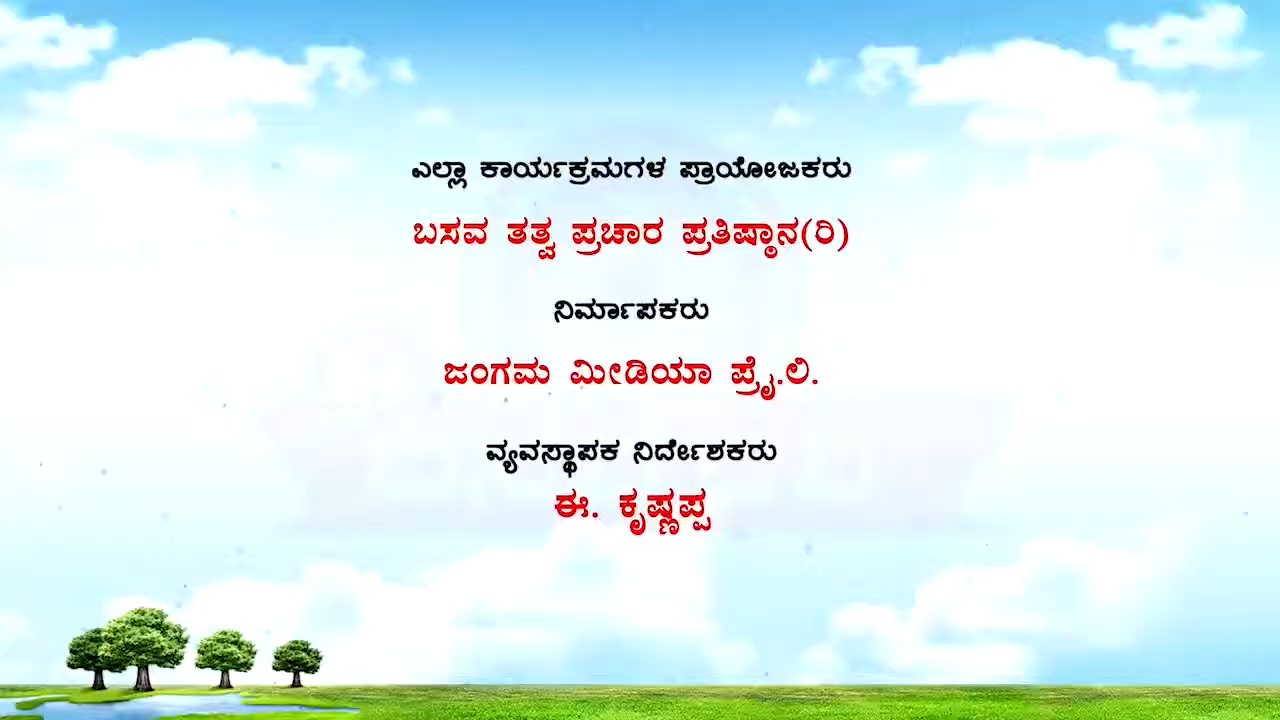 ಎಲ್ಲಾ ಕಾರ್ಯಕ್ರಮಗಳ ಪ್ರಾಯೋಜಕರು
ಬಸವ ತತ್ವ ಪ್ರಚಾರ ಪ್ರತಿಷ್ಠಾನ(ರಿ)
ನಿರ್ಮಾಪಕರು
ಜಂಗಮ ಮೀಡಿಯಾ ಪ್ರೈ.ಲಿ.
ವ್ಯವಸ್ಥಾಪಕ ನಿರ್ದೇಶಕರು
ಈ. ಕೃಷ್ಣಪ್ಪ